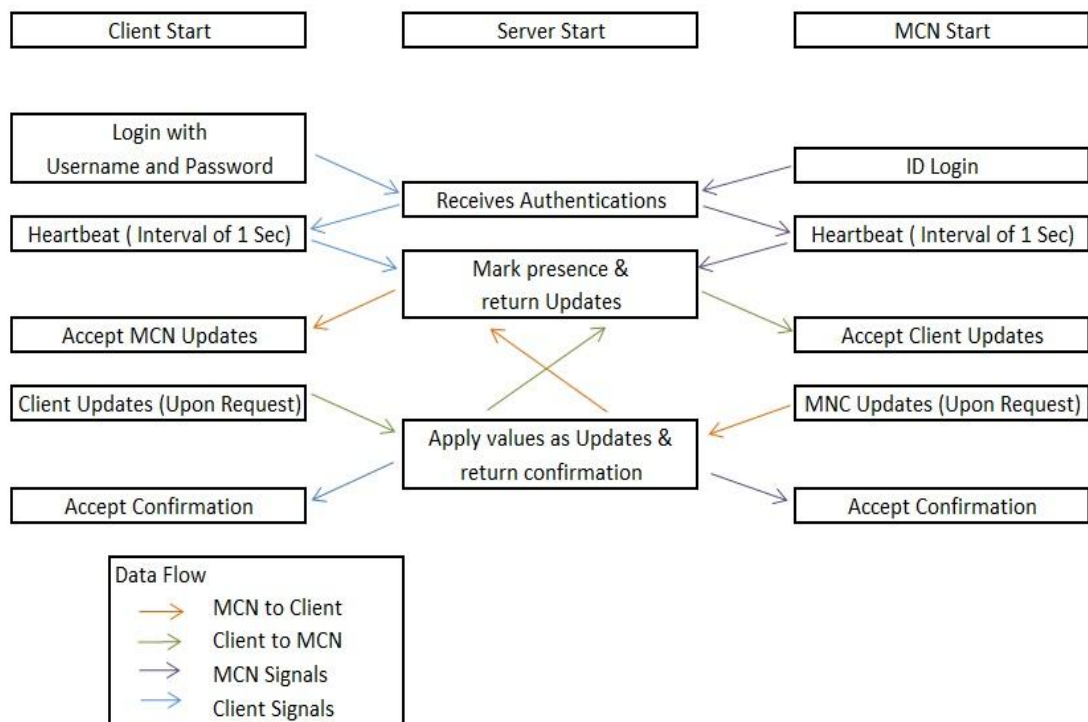 Client Start
Server Start
MCN Start
Login with
Username and Password
ID Login
Receives Authentications
Heartbeat ( Interval of 1 Sec)
Heartbeat ( Interval of 1 Sec)
Mark presence &
return Updates
Accept MCN Updates
Accept Client Updates
Client Updates (Upon Request)
MNC Updates (Upon Request)
Apply values as Updates &
return confirmation
Accept Confirmation
Accept Confirmation
Data Flow
MCN to Client
Client to MCN
MCN Signals
Client Signals